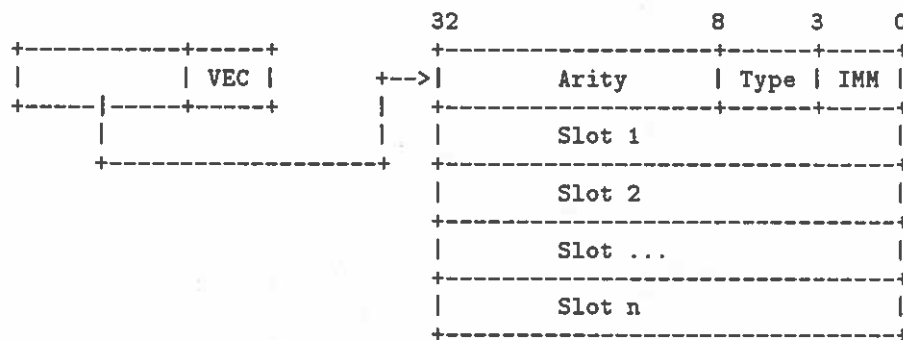 32 8 3 0
VEC Arity Type IMM
Slot 1
Slot 2
Slot ...
Slot n